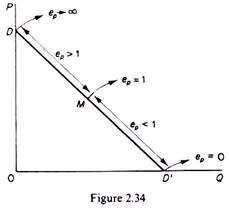 P
e_p → ∞
D
e_p > 1
e_p = 1
M
e_p < 1
e_p = 0
O
D'
Q
Figure 2.34